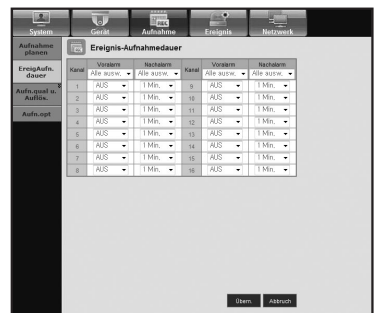 System Gerät Aufnahme Ereignis Netzwerk
REC
Aufnahme planen
EreigAufn. dauer
Aufn.qual u. Auflös.
Aufn.opt
Ereignis-Aufnahmedauer
Kanal Voralarm Nachalarm Kanal Voralarm Nachalarm
Alle ausw. Alle ausw. Alle ausw. Alle ausw.
1 AUS 1 Min. 9 AUS 1 Min.
2 AUS 1 Min. 10 AUS 1 Min.
3 AUS 1 Min. 11 AUS 1 Min.
4 AUS 1 Min. 12 AUS 1 Min.
5 AUS 1 Min. 13 AUS 1 Min.
6 AUS 1 Min. 14 AUS 1 Min.
7 AUS 1 Min. 15 AUS 1 Min.
8 AUS 1 Min. 16 AUS 1 Min.
Übern. Abbruch